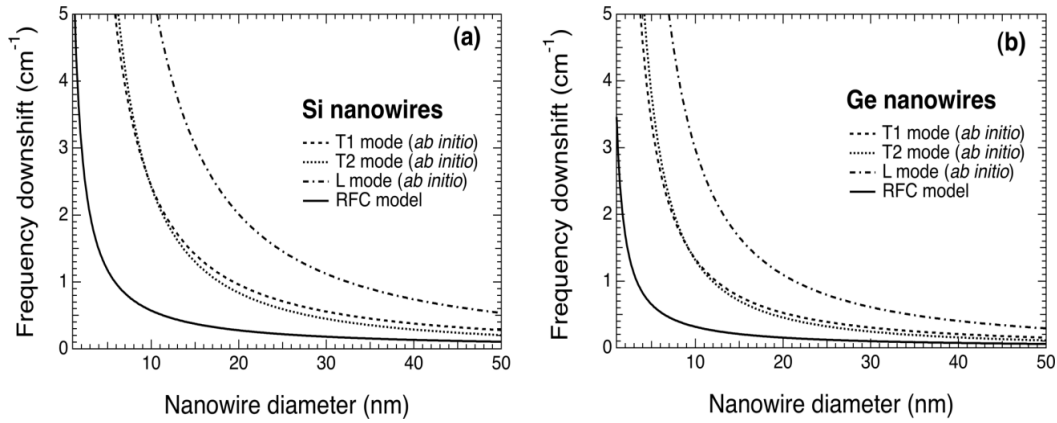 5
4
3
2
1
0
Frequency downshift (cm⁻¹)
(a)
Si nanowires
T1 mode (ab initio)
T2 mode (ab initio)
L mode (ab initio)
RFC model
10 20 30 40 50
Nanowire diameter (nm)
5
4
3
2
1
0
Frequency downshift (cm⁻¹)
(b)
Ge nanowires
T1 mode (ab initio)
T2 mode (ab initio)
L mode (ab initio)
RFC model
10 20 30 40 50
Nanowire diameter (nm)